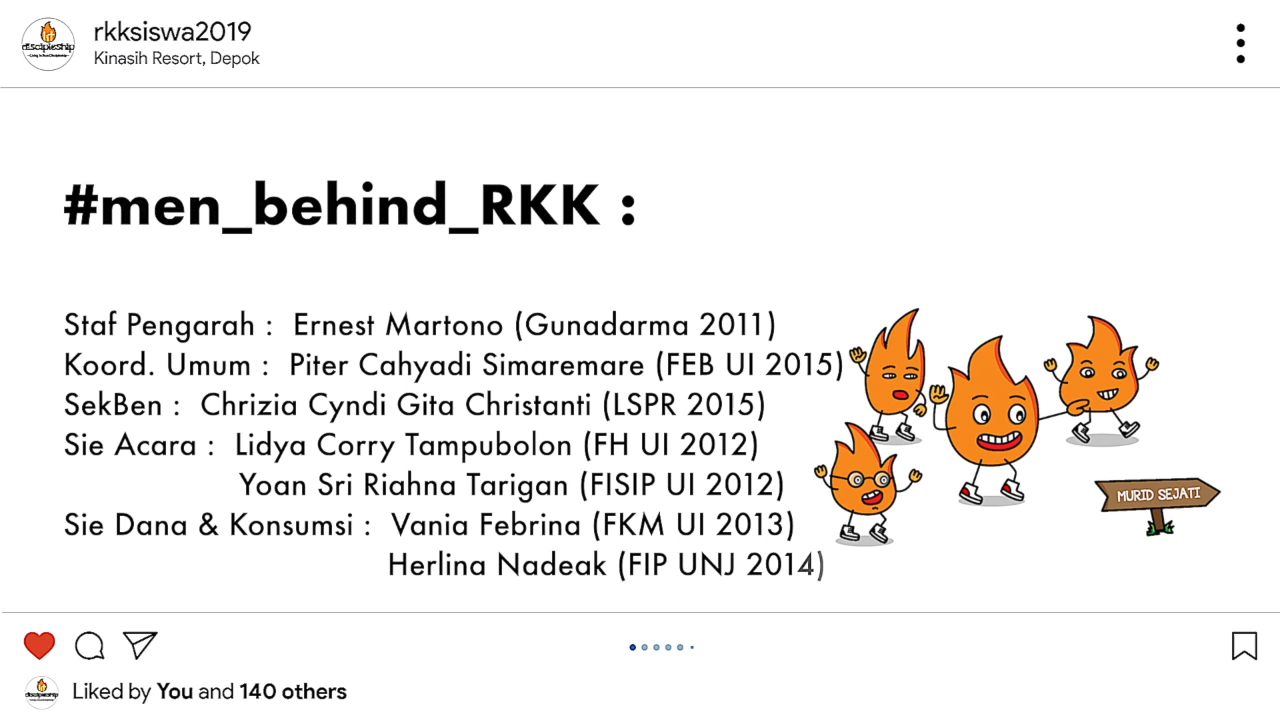 rkksiswa2019
Kinasih Resort, Depok
#men_behind_RKK :
Staf Pengarah : Ernest Martono (Gunadarma 2011)
Koord. Umum : Piter Cahyadi Simaremare (FEB UI 2015)
SekBen : Chrizia Cyndi Gita Christanti (LSPR 2015)
Sie Acara : Lidya Corry Tampubolon (FH UI 2012)
Yoan Sri Riahna Tarigan (FISIP UI 2012)
Sie Dana & Konsumsi : Vania Febrina (FKM UI 2013)
Herlina Nadeak (FIP UNJ 2014)
MURID SEJATI
Liked by You and 140 others